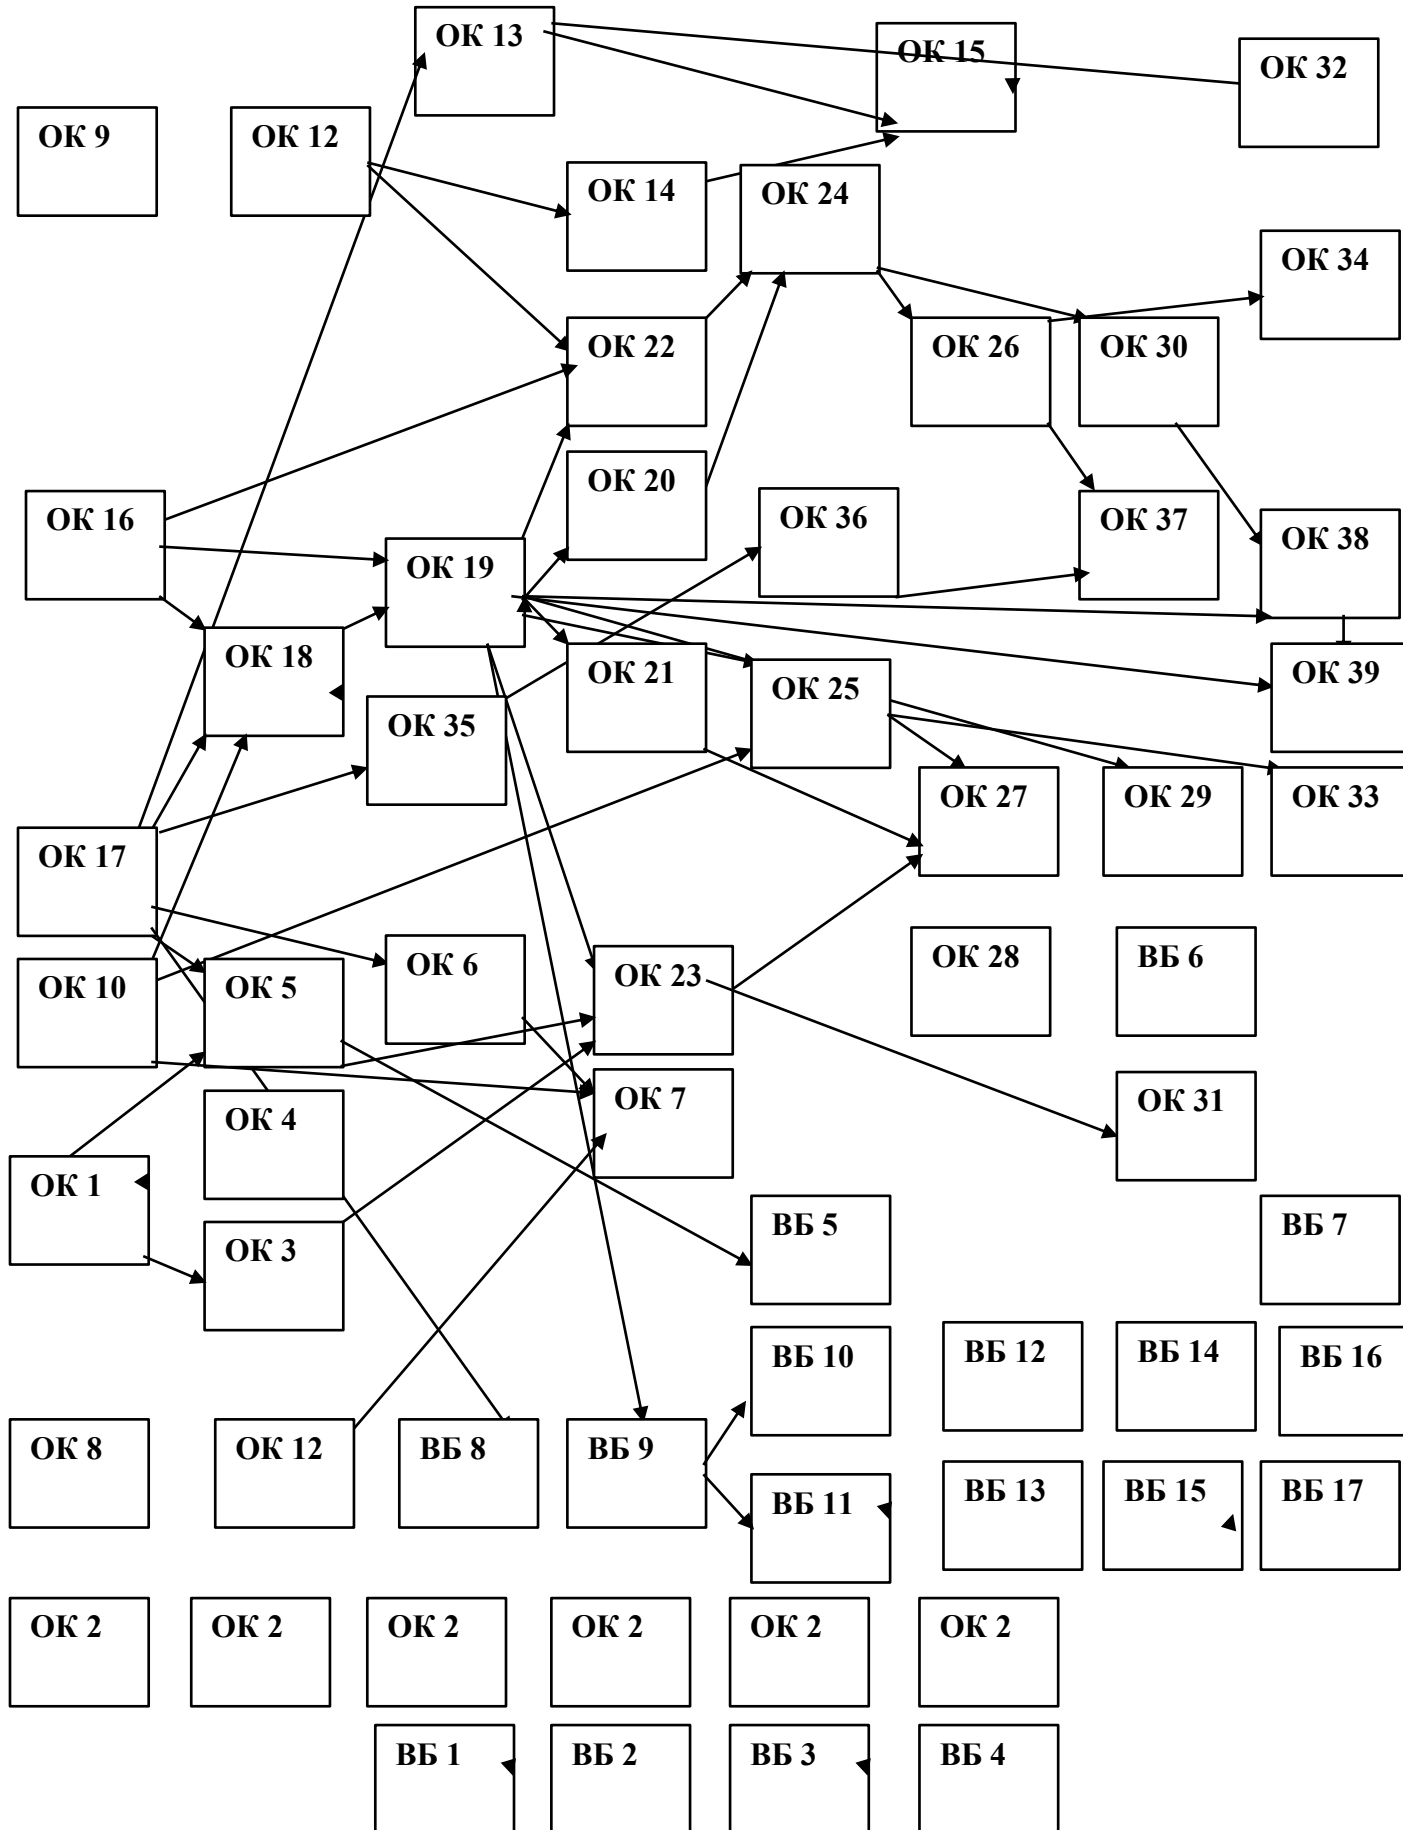 ОК 13
ОК 15
ОК 32
ОК 9
ОК 12
ОК 14
ОК 24
ОК 34
ОК 22
ОК 26
ОК 30
ОК 20
ОК 16
ОК 36
ОК 37
ОК 38
ОК 19
ОК 18
ОК 21
ОК 25
ОК 39
ОК 35
ОК 27
ОК 29
ОК 33
ОК 17
ОК 10
ОК 5
ОК 6
ОК 23
ОК 28
ВБ 6
ОК 4
ОК 7
ОК 31
ОК 1
ОК 3
ВБ 5
ВБ 7
ВБ 10
ВБ 12
ВБ 14
ВБ 16
ОК 8
ОК 12
ВБ 8
ВБ 9
ВБ 11
ВБ 13
ВБ 15
ВБ 17
ОК 2
ОК 2
ОК 2
ОК 2
ОК 2
ОК 2
ВБ 1
ВБ 2
ВБ 3
ВБ 4